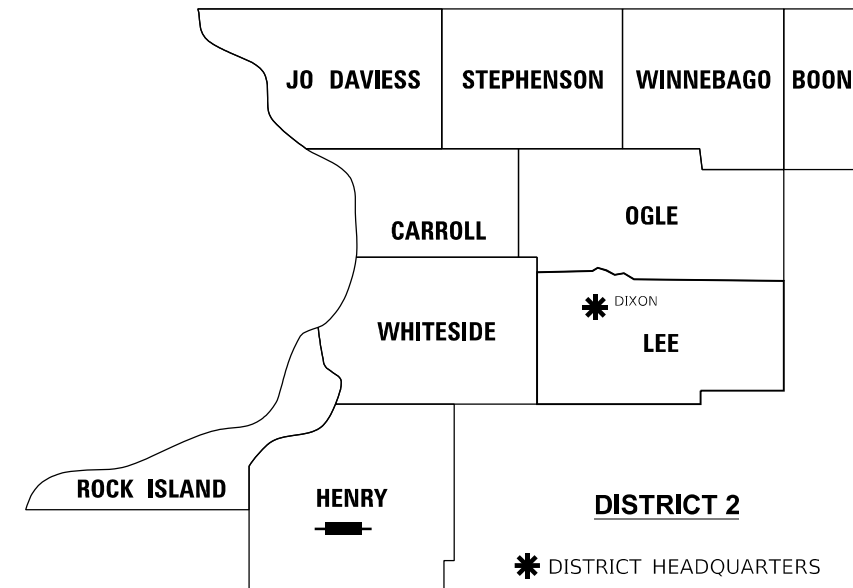 JO DAVIESS
STEPHENSON
WINNEBAGO
BOON
CARROLL
OGLE
DIXON
WHITESIDE
LEE
ROCK ISLAND
HENRY
DISTRICT 2
DISTRICT HEADQUARTERS